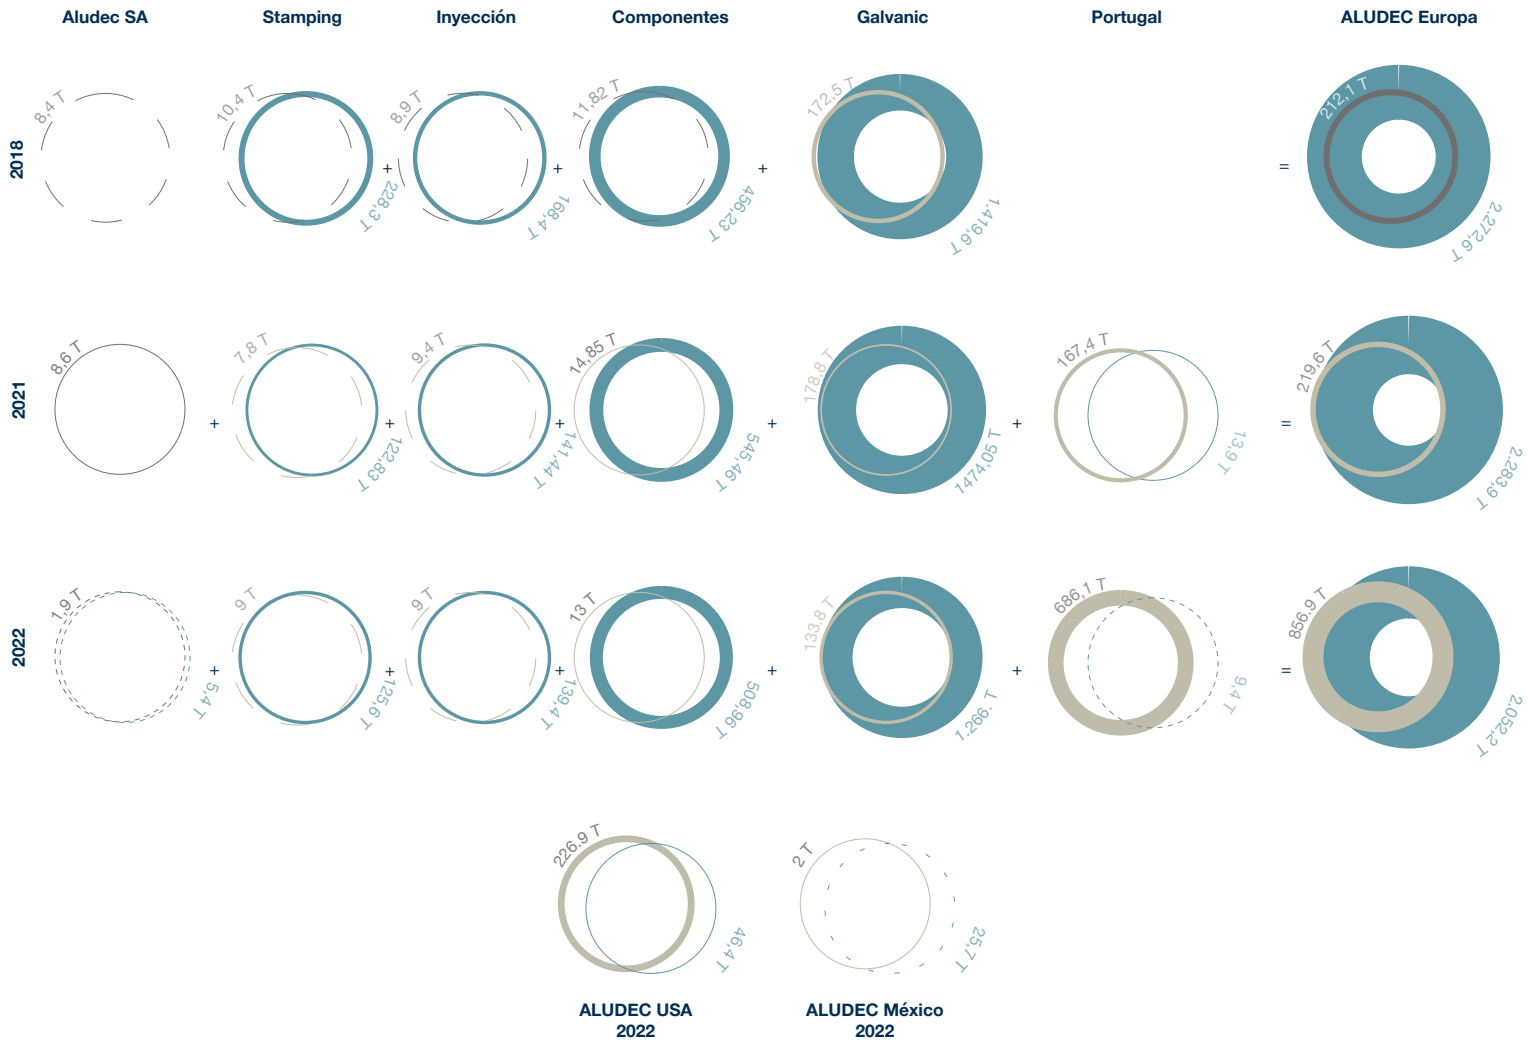 Aludec SA
Stamping
Inyección
Componentes
Galvanic
Portugal
ALUDEC Europa
2018
8,4 T
10,4 T
+
228,3 T
8,9 T
+
168,4 T
11,82 T
+
456,23 T
172,5 T
1.419,6 T
=
212,1 T
2.272,6 T
2021
8,6 T
+
7,8 T
+
122,83 T
9,4 T
+
141,44 T
14,85 T
+
545,46 T
178,8 T
1474,05 T
+
167,4 T
13,9 T
=
219,6 T
2.283,9 T
2022
1,9 T
+
5,4 T
9 T
+
125,6 T
9 T
+
139,4 T
13 T
+
508,96 T
133.8 T
1.266. T
+
686,1 T
9,4 T
=
856.9 T
2.052,2 T
226.9 T
46,4 T
2 T
25,7 T
ALUDEC USA
2022
ALUDEC México
2022